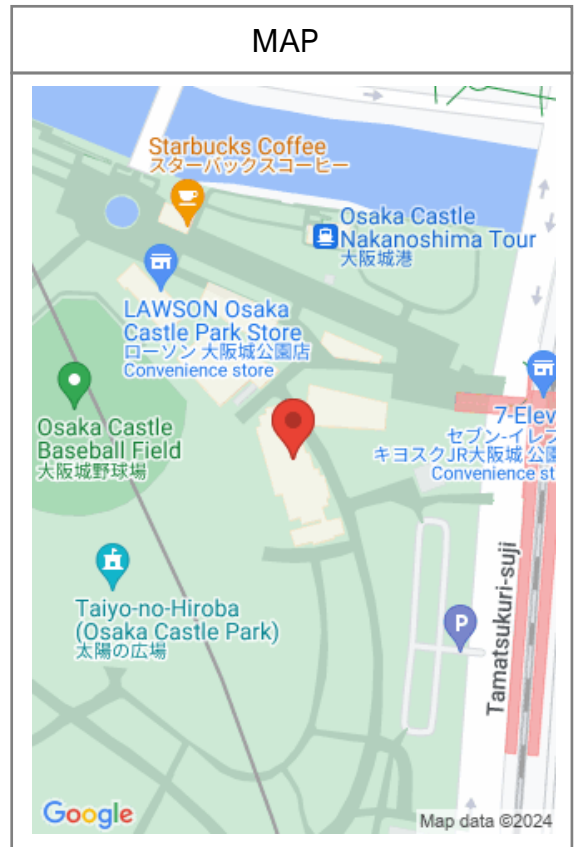 MAP
Starbucks Coffee
スターバックスコーヒー
Osaka Castle
Nakanoshima Tour
大阪城港
LAWSON Osaka
Castle Park Store
ローソン 大阪城公園店
Convenience store
7-Elev
セブン-イレブ
キヨスクJR大阪城 公園
Convenience st
Osaka Castle
Baseball Field
大阪城野球場
Taiyo-no-Hiroba
(Osaka Castle Park)
太陽の広場
P
Tamatsukuri-suji
Google
Map data ©2024